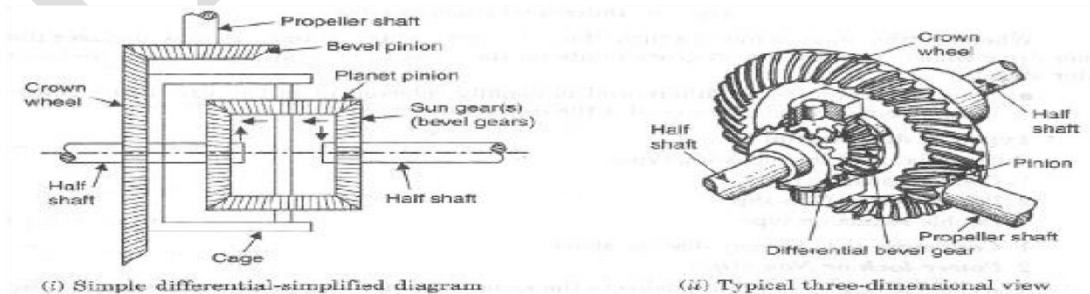 Propeller shaft
Bevel pinion
Planet pinion
Crown
wheel
Sun gear(s)
(bevel gears)
Half
shaft
Half shaft
Cage
(i) Simple differential-simplified diagram
Crown
wheel
Half
shaft
Half
shaft
Pinion
Propeller shaft
Differential bevel gear
(ii) Typical three-dimensional view